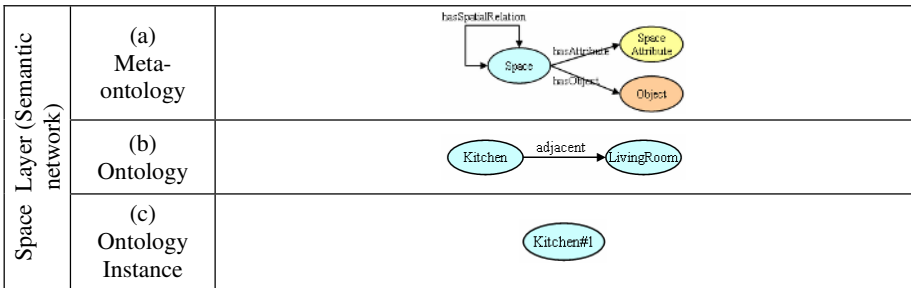 Space Layer (Semantic
network)
(a)
Meta-
ontology
hasSpatialRelation
Space
hasAttribute
Space
Attribute
hasObject
Object
(b)
Ontology
Kitchen
adjacent
LivingRoom
(c)
Ontology
Instance
Kitchen#1